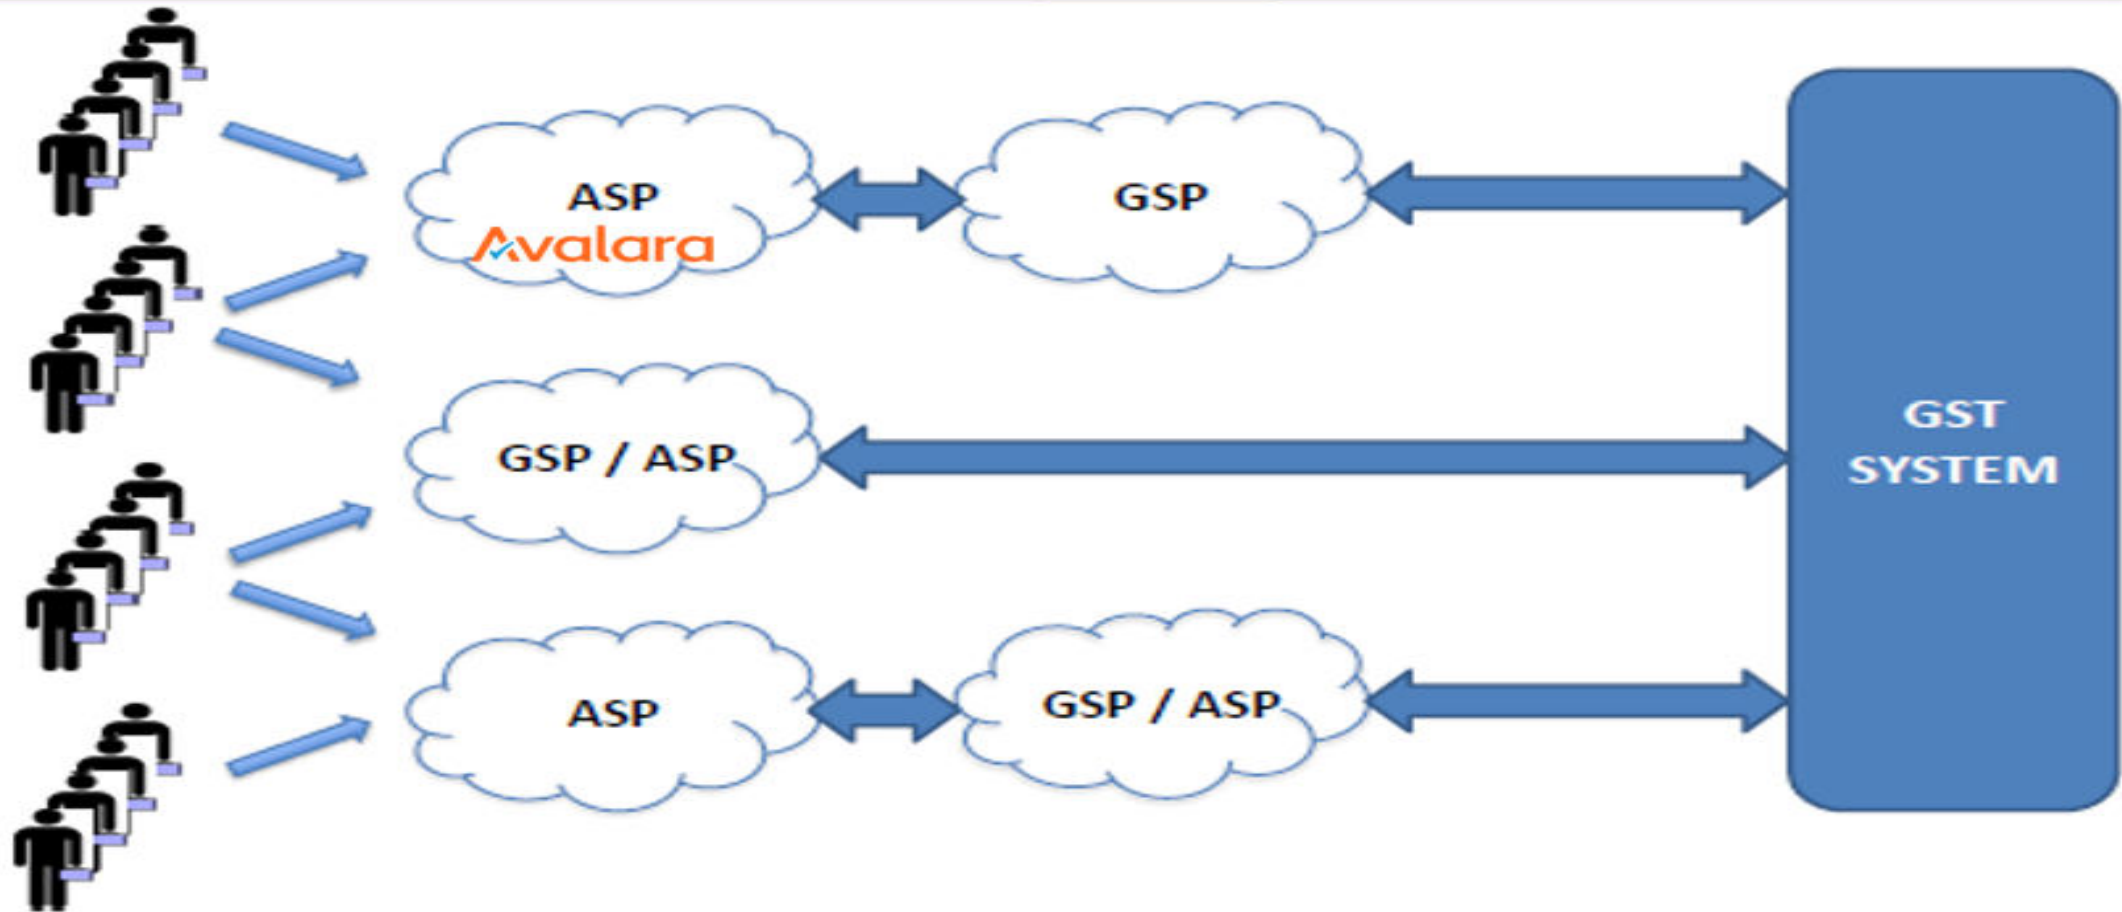 ASP
Avalara
GSP
GSP / ASP
GST
SYSTEM
ASP
GSP / ASP